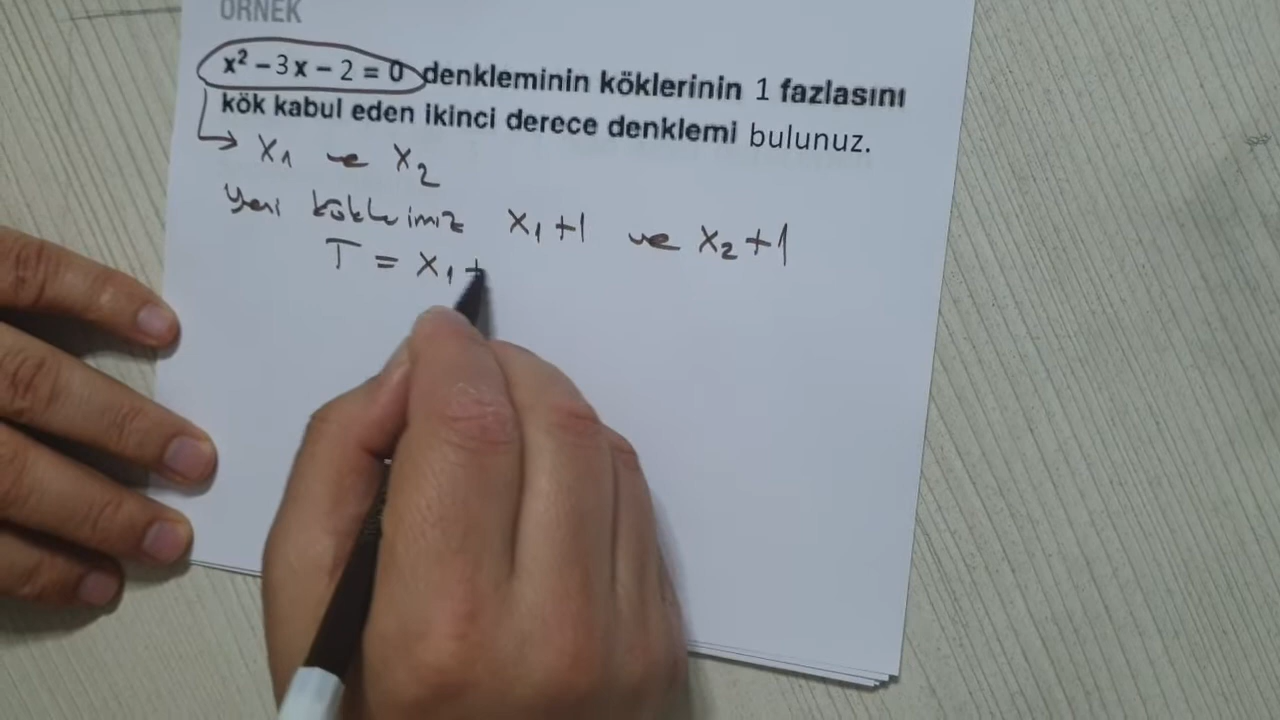 ÖRNEK
x² – 3x – 2 = 0 denkleminin köklerinin 1 fazlasını
kök kabul eden ikinci derece denklemi bulunuz.
x₁ ve x₂
yeni köklerimiz x₁+1 ve x₂+1
T = x₁ +